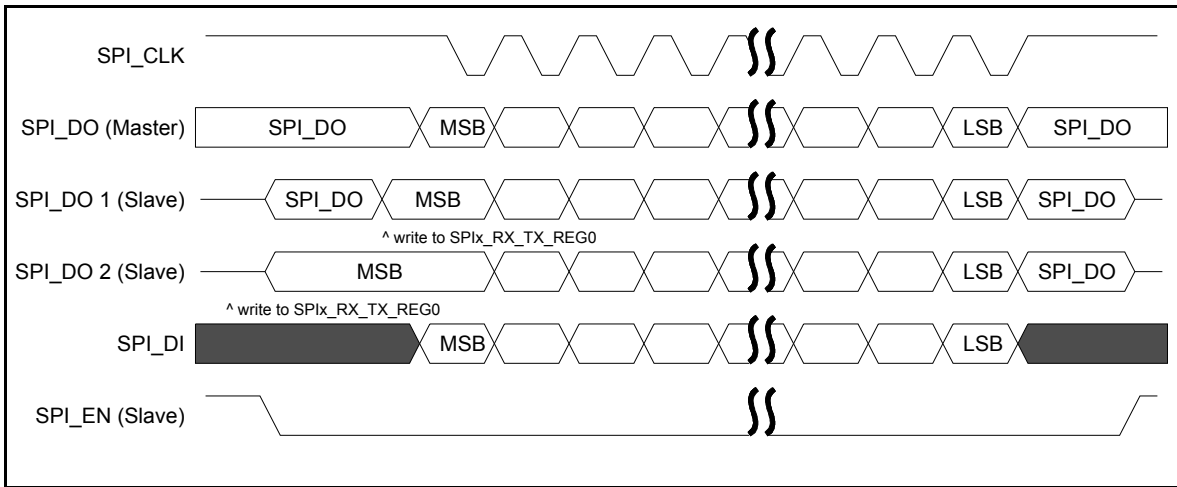 SPI_CLK
SPI_DO (Master) SPI_DO MSB LSB SPI_DO
SPI_DO 1 (Slave) SPI_DO MSB LSB SPI_DO
^ write to SPIx_RX_TX_REG0
SPI_DO 2 (Slave) MSB LSB SPI_DO
^ write to SPIx_RX_TX_REG0
SPI_DI MSB LSB
SPI_EN (Slave)